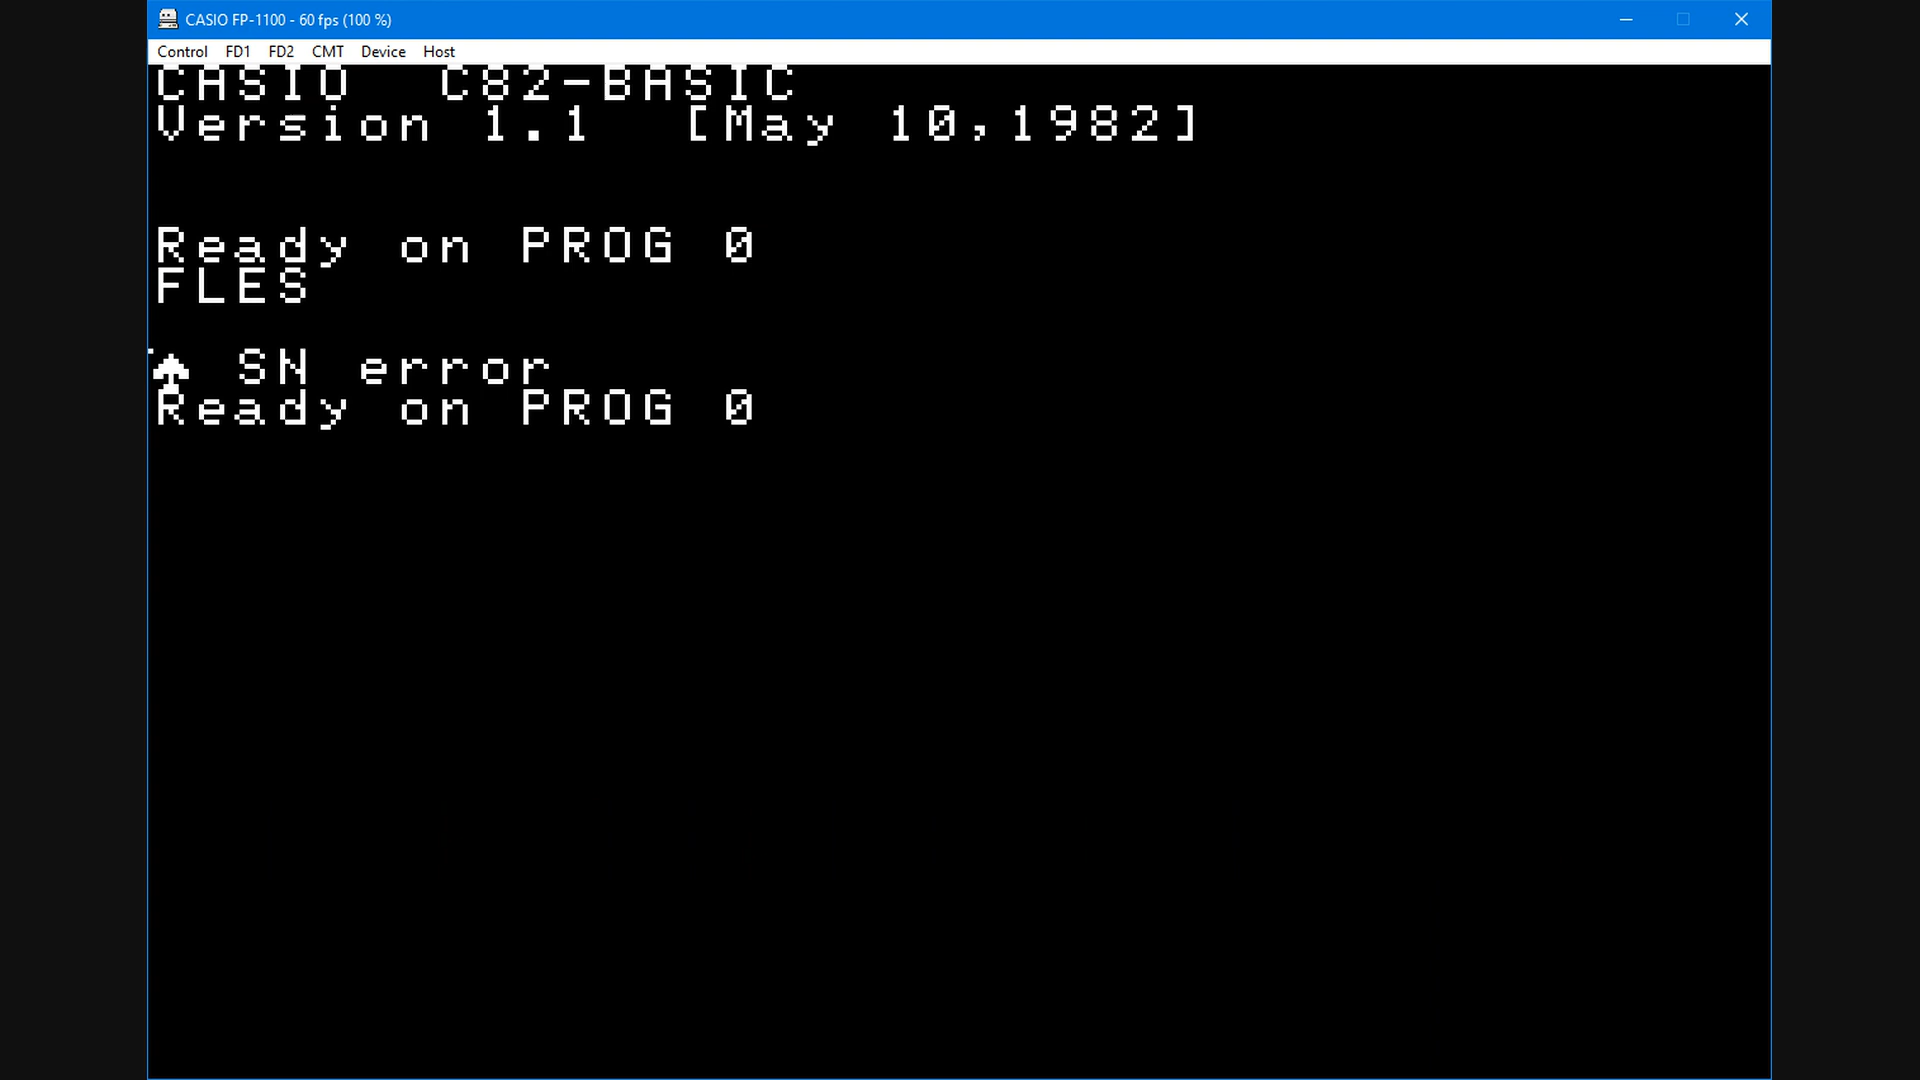 CASIO FP-1100 - 60 fps (100 %)
Control FD1 FD2 CMT Device Host
CASIO  C82-BASIC
Version 1.1  [May 10,1982]
Ready on PROG 0
FLES
SN error
Ready on PROG 0